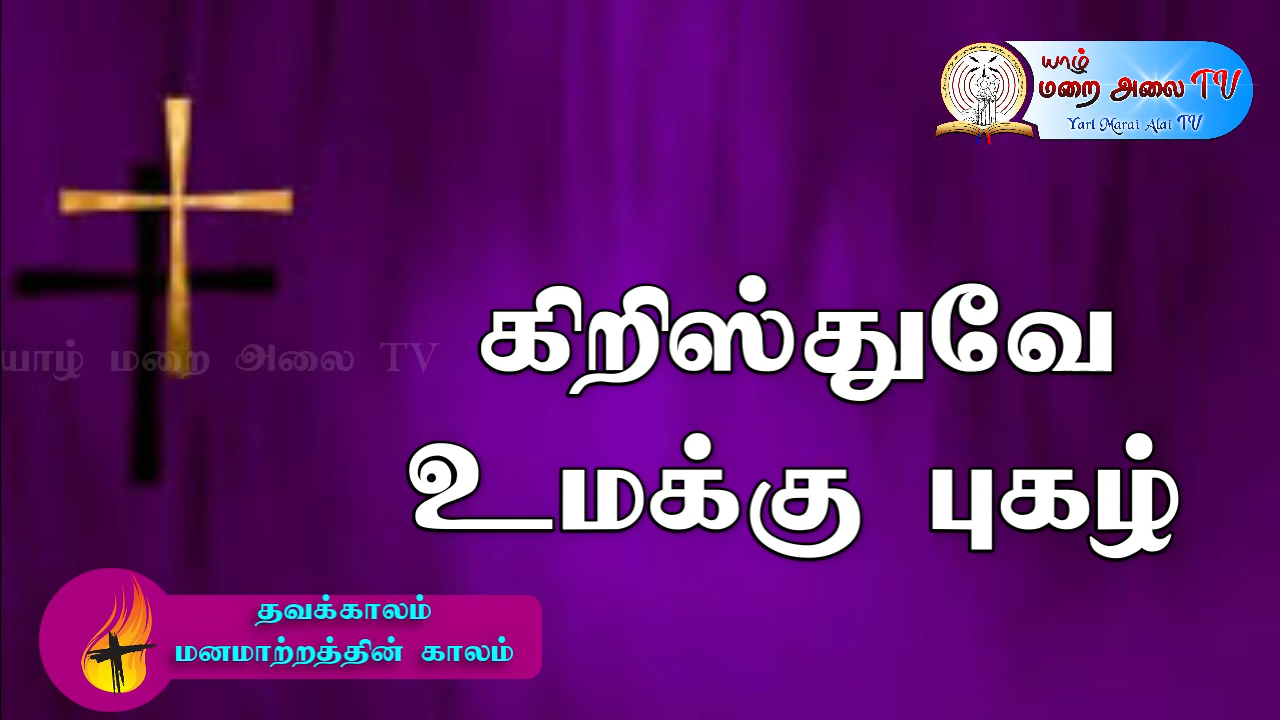 யாழ்
மறை அலை TV
Yarl Marai Alai TV
கிறிஸ்துவே
யாழ் மறை அலை TV
உமக்கு புகழ்
தவக்காலம்
மனமாற்றத்தின் காலம்